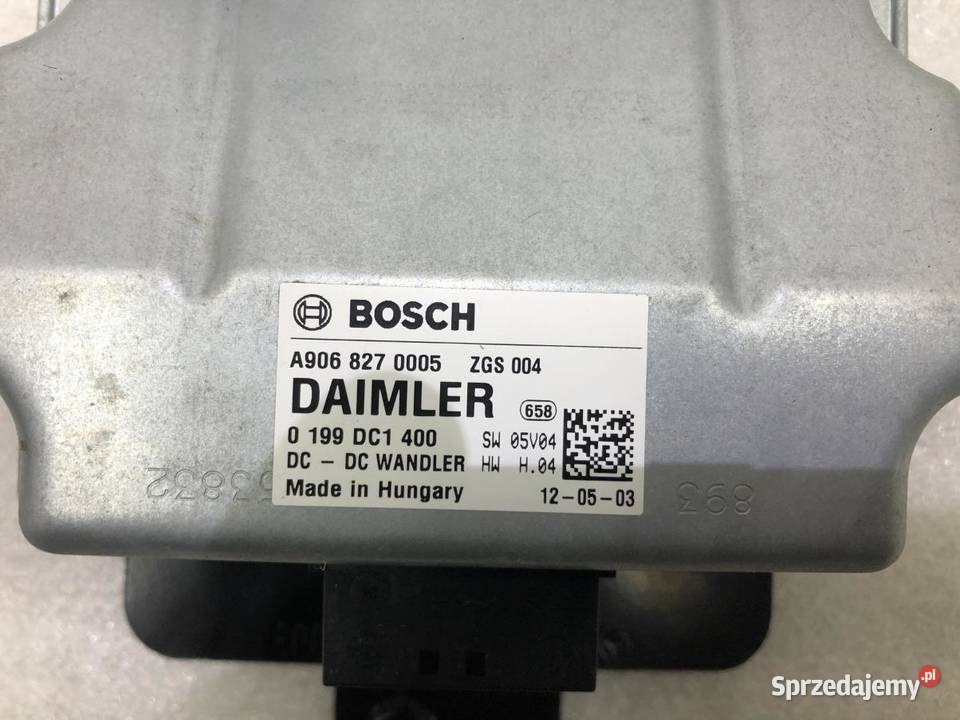 BOSCH
A906 827 0005 ZGS 004
DAIMLER 658
0 199 DC1 400 SW 05V04
DC - DC WANDLER HW H.04
Made in Hungary 12-05-03
893
Sprzedajemy.pl